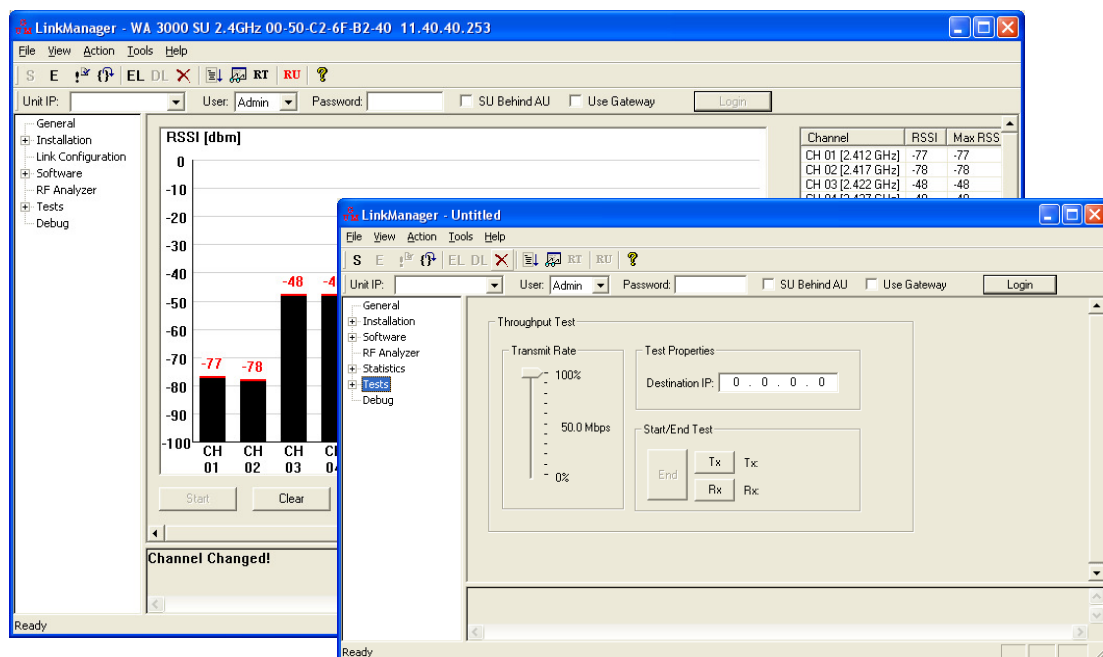 LinkManager - WA 3000 SU 2.4GHz 00-50-C2-6F-B2-40 11.40.40.253
File View Action Tools Help
S E EL DL RT RU
Unit IP: User: Admin Password: SU Behind AU Use Gateway Login
General
Installation
Link Configuration
Software
RF Analyzer
Tests
Debug
RSSI [dbm]
0
-10
-20
-30
-40
-50
-60
-70
-80
-90
-100
-77
-78
-48
CH 01
CH 02
CH 03
Channel RSSI Max RSS
CH 01 [2.412 GHz] -77 -77
CH 02 [2.417 GHz] -78 -78
CH 03 [2.422 GHz] -48 -48
Start Clear
Channel Changed!
Ready
LinkManager - Untitled
File View Action Tools Help
S E EL DL RT RU
Unit IP: User: Admin Password: SU Behind AU Use Gateway Login
General
Installation
Software
RF Analyzer
Statistics
Tests
Debug
Throughput Test
Transmit Rate
100%
50.0 Mbps
0%
Test Properties
Destination IP: 0 . 0 . 0 . 0
Start/End Test
End
Tx Tx:
Rx Rx:
Ready